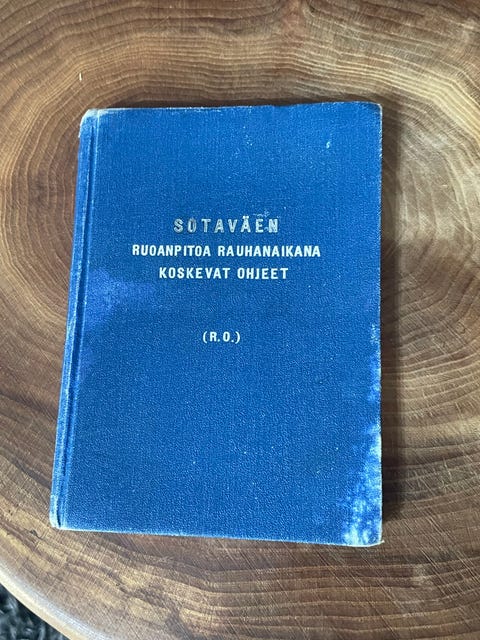 SOTAVÄEN
RUOANPITOA RAUHANAIKANA
KOSKEVAT OHJEET
(R.O.)